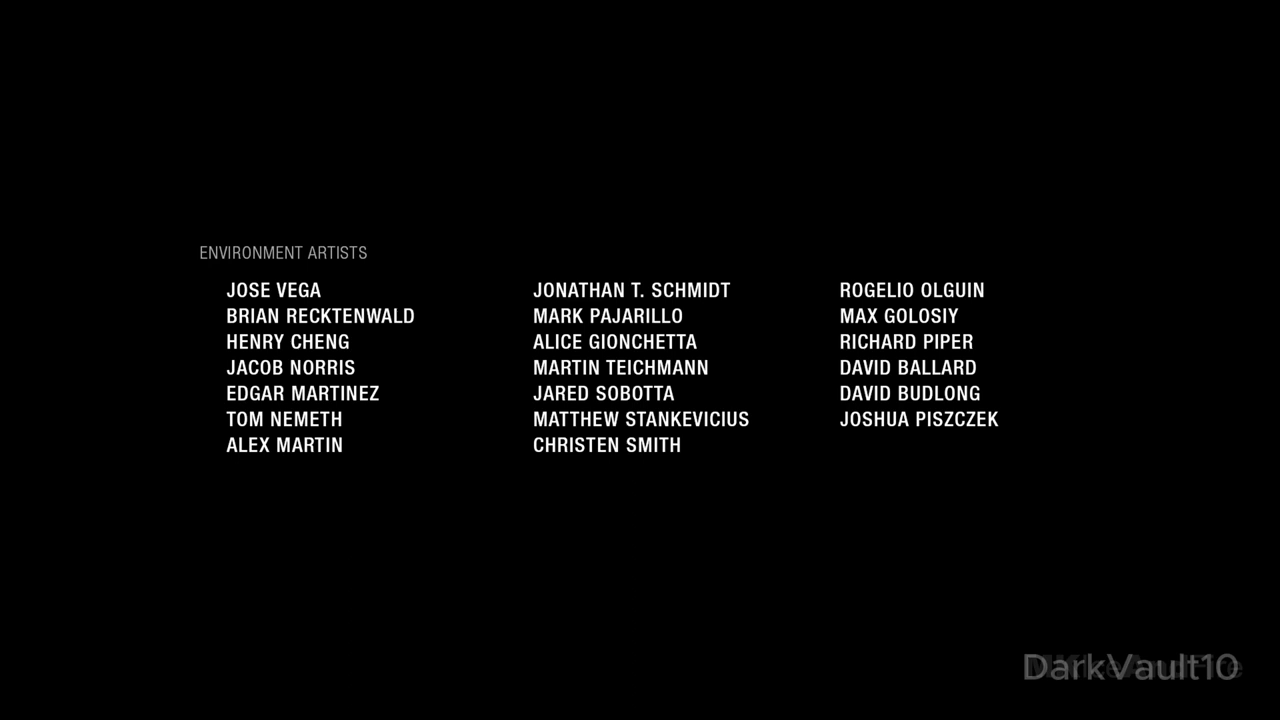 ENVIRONMENT ARTISTS
JOSE VEGA
BRIAN RECKTENWALD
HENRY CHENG
JACOB NORRIS
EDGAR MARTINEZ
TOM NEMETH
ALEX MARTIN
JONATHAN T. SCHMIDT
MARK PAJARILLO
ALICE GIONCHETTA
MARTIN TEICHMANN
JARED SOBOTTA
MATTHEW STANKEVICIUS
CHRISTEN SMITH
ROGELIO OLGUIN
MAX GOLOSIY
RICHARD PIPER
DAVID BALLARD
DAVID BUDLONG
JOSHUA PISZCZEK
DarkVault10